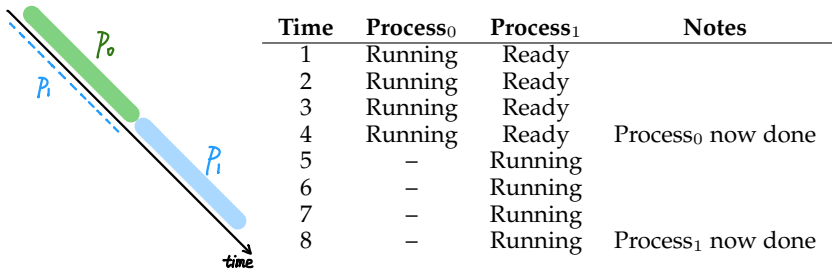 P₀
P₁
P₁
time
Time Process₀ Process₁ Notes
1 Running Ready
2 Running Ready
3 Running Ready
4 Running Ready Process₀ now done
5 – Running
6 – Running
7 – Running
8 – Running Process₁ now done